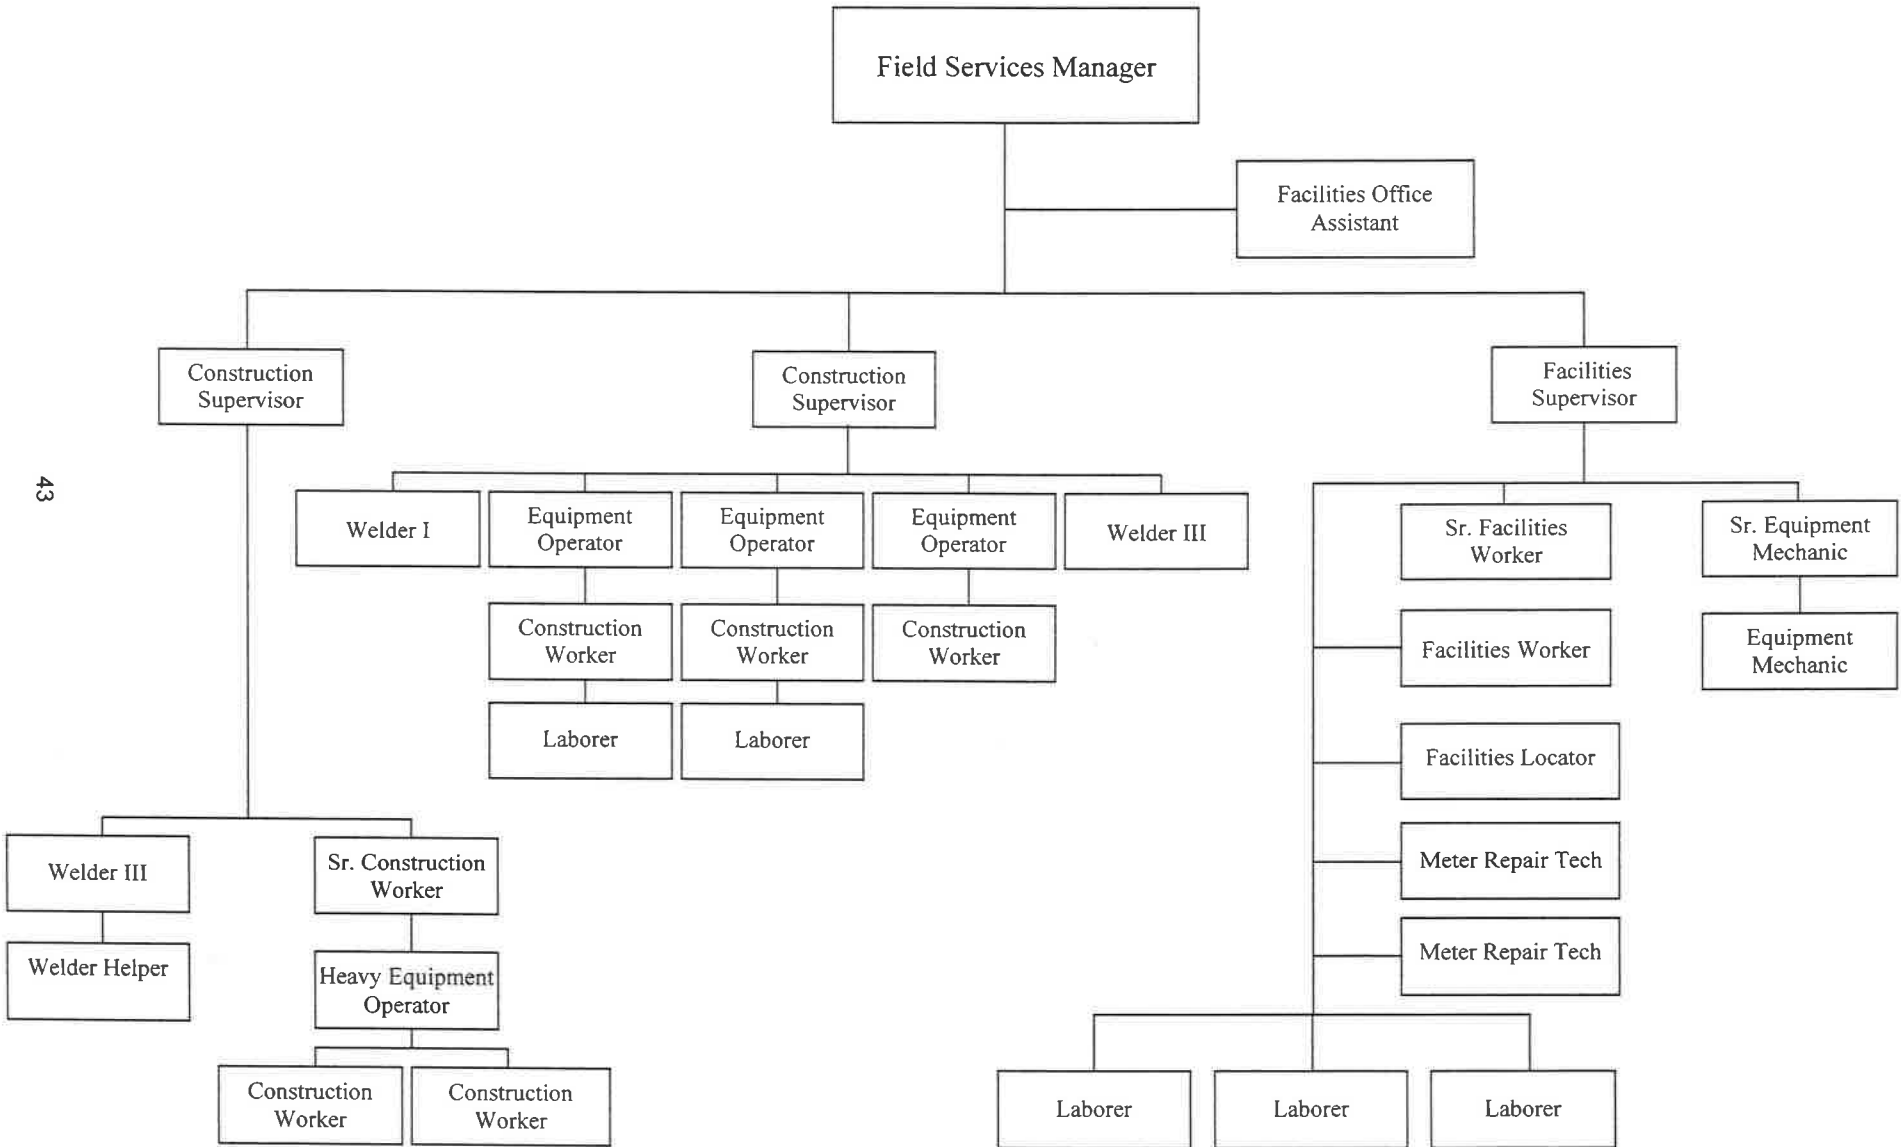 Field Services Manager
Facilities Office
Assistant
Construction
Supervisor
Construction
Supervisor
Facilities
Supervisor
43
Welder I
Equipment
Operator
Equipment
Operator
Equipment
Operator
Welder III
Sr. Facilities
Worker
Sr. Equipment
Mechanic
Construction
Worker
Construction
Worker
Construction
Worker
Facilities Worker
Equipment
Mechanic
Laborer
Laborer
Facilities Locator
Welder III
Sr. Construction
Worker
Meter Repair Tech
Welder Helper
Heavy Equipment
Operator
Meter Repair Tech
Construction
Worker
Construction
Worker
Laborer
Laborer
Laborer